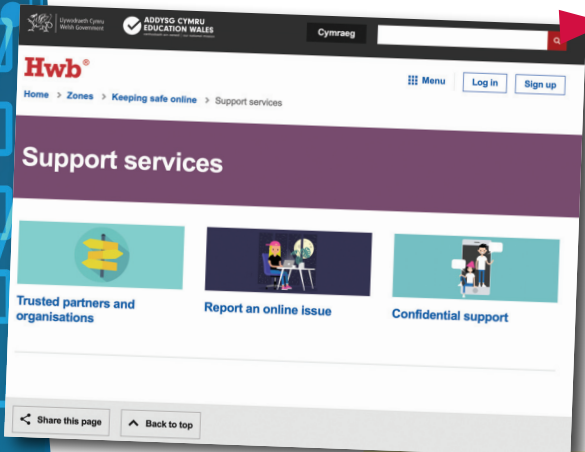 Llywodraeth Cymru
Welsh Government
ADDYSG CYMRU
EDUCATION WALES
Cymraeg
Hwb®
Menu
Log in
Sign up
Home > Zones > Keeping safe online > Support services
Support services
Trusted partners and
organisations
Report an online issue
Confidential support
Share this page
Back to top